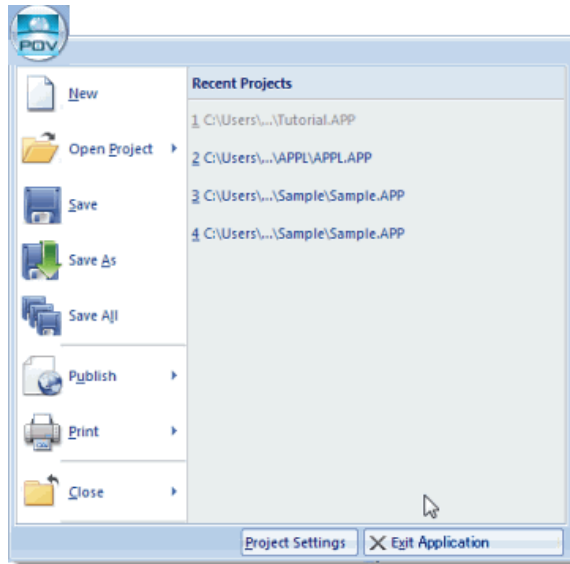 POV
New
Open Project
Save
Save As
Save All
Publish
Print
Close
Recent Projects
1 C:\Users\...\Tutorial.APP
2 C:\Users\...\APPL\APPL.APP
3 C:\Users\...\Sample\Sample.APP
4 C:\Users\...\Sample\Sample.APP
Project Settings
Exit Application